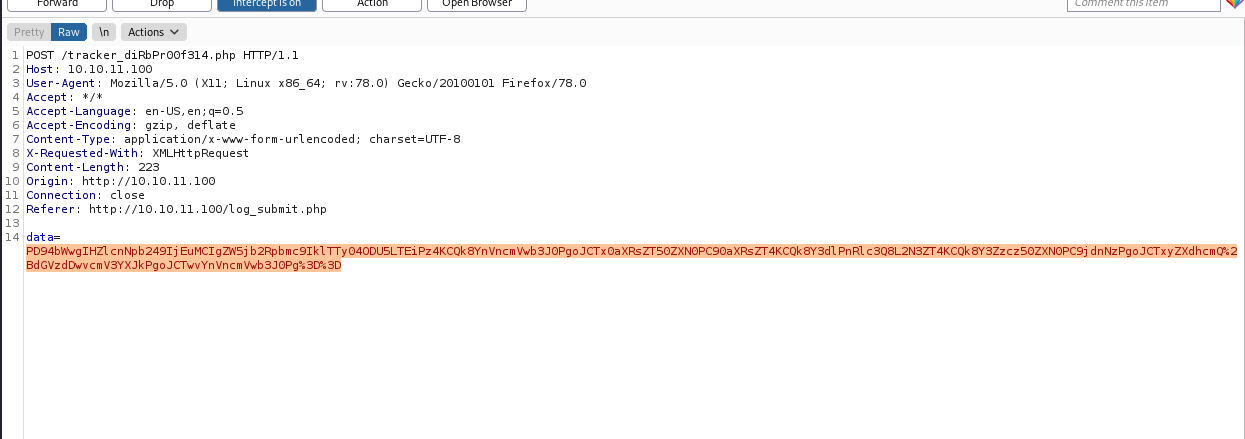 Forward Drop Intercept is on Action Open Browser Comment this item
Pretty Raw \n Actions
1 POST /tracker_diRbPr00f314.php HTTP/1.1
2 Host: 10.10.11.100
3 User-Agent: Mozilla/5.0 (X11; Linux x86_64; rv:78.0) Gecko/20100101 Firefox/78.0
4 Accept: */*
5 Accept-Language: en-US,en;q=0.5
6 Accept-Encoding: gzip, deflate
7 Content-Type: application/x-www-form-urlencoded; charset=UTF-8
8 X-Requested-With: XMLHttpRequest
9 Content-Length: 223
10 Origin: http://10.10.11.100
11 Connection: close
12 Referer: http://10.10.11.100/log_submit.php
13
14 data=
PD94bWwgIHZlcnNpb249IjEuMCIgZW5jb2Rpbmc9IklTTy04ODU5LTEiPz4KCQk8YnVncmVwb3J0PgoJCTx0aXRsZT50ZXN0PC90aXRsZT4KCQk8Y3dlPnRlc3Q8L2N3ZT4KCQk8Y3Zzcz50ZXN0PC9jdnNzPgoJCTxyZXdhcmQ%2
BdGVzdDwvcmV3YXJkPgoJCTwvYnVncmVwb3J0Pg%3D%3D